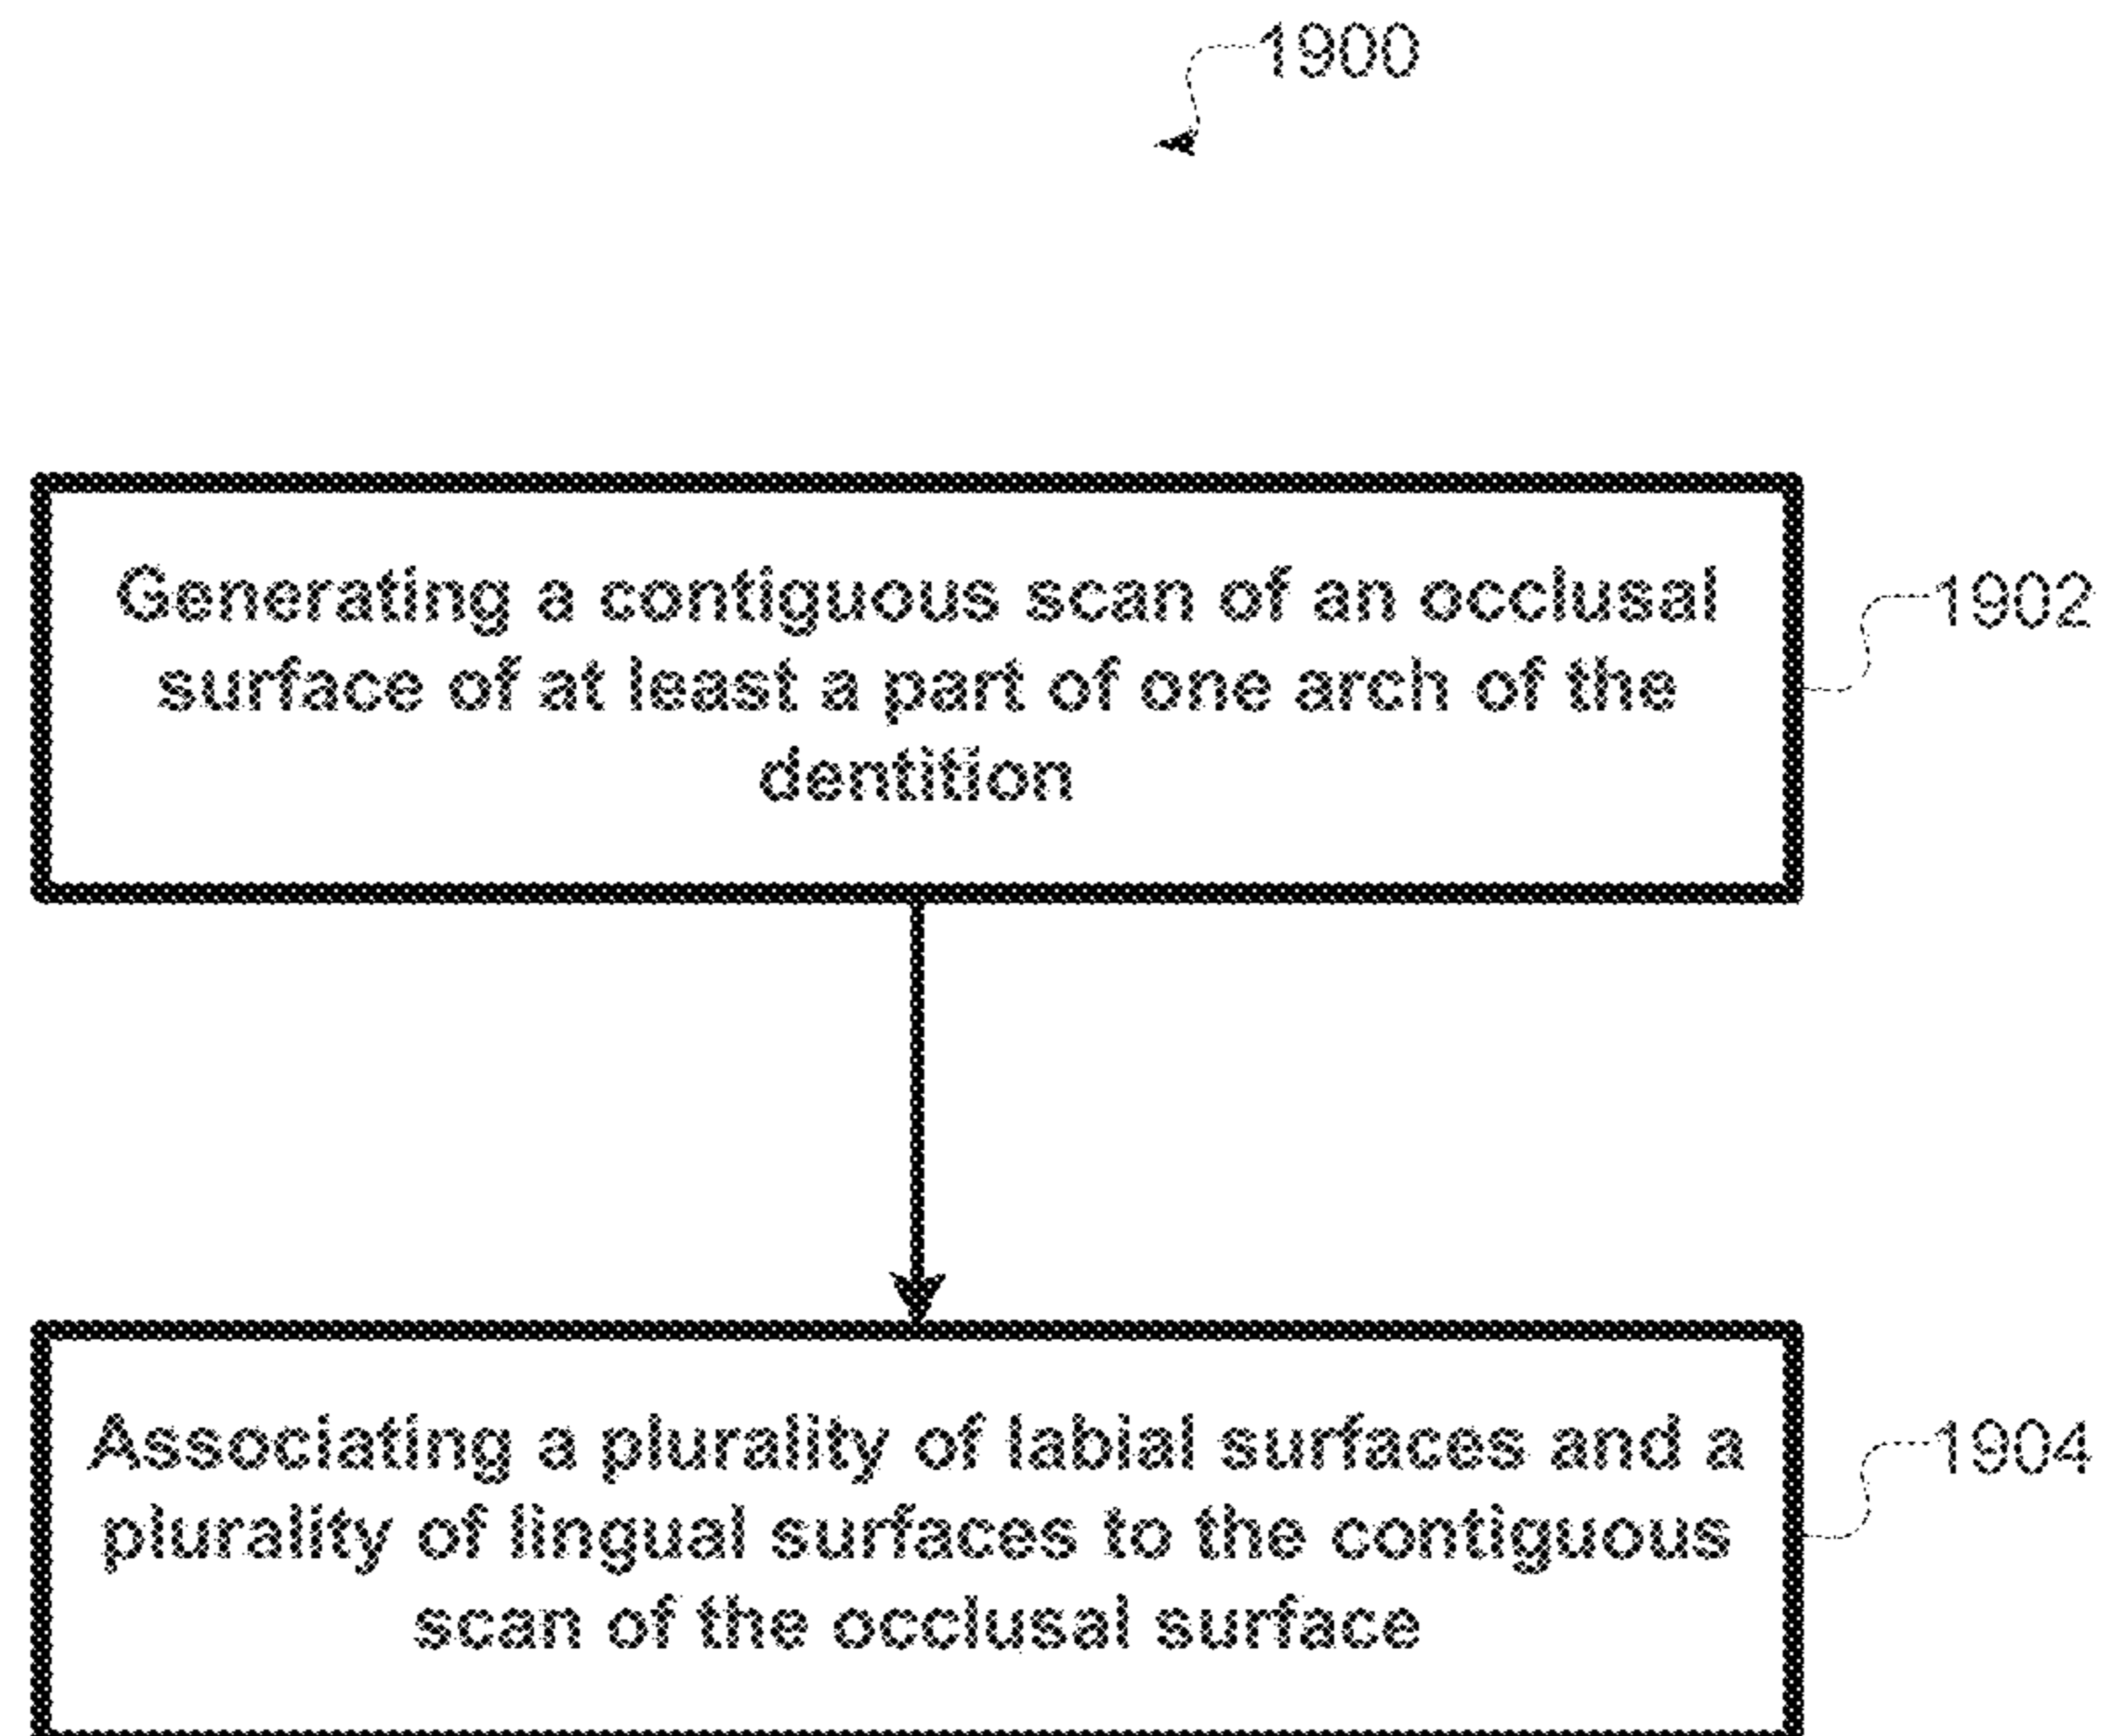 1900
Generating a contiguous scan of an occlusal
surface of at least a part of one arch of the
dentition
1902
Associating a plurality of labial surfaces and a
plurality of lingual surfaces to the contiguous
scan of the occlusal surface
1904